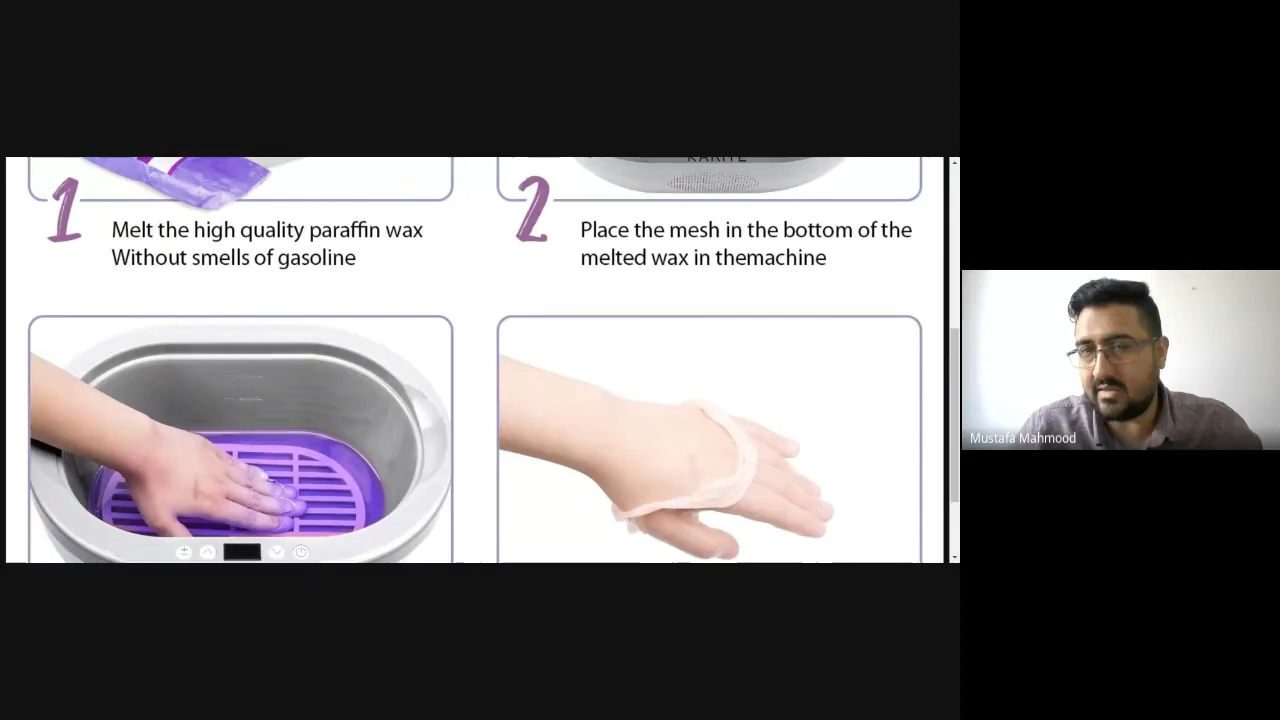 KARITE
1
Melt the high quality paraffin wax
Without smells of gasoline
2
Place the mesh in the bottom of the
melted wax in themachine
Mustafa Mahmood